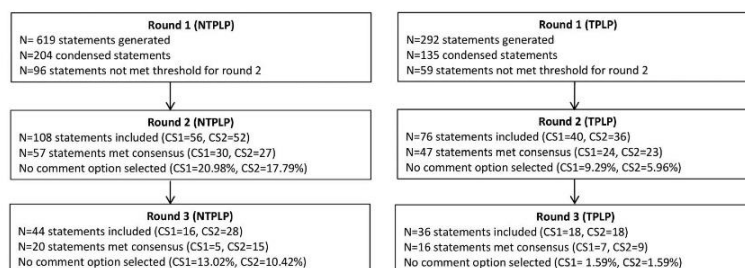 Round 1 (NTPLP)
N= 619 statements generated
N=204 condensed statements
N=96 statements not met threshold for round 2
Round 1 (TPLP)
N=292 statements generated
N=135 condensed statements
N=59 statements not met threshold for round 2
Round 2 (NTPLP)
N=108 statements included (CS1=56, CS2=52)
N=57 statements met consensus (CS1=30, CS2=27)
No comment option selected (CS1=20.98%, CS2=17.79%)
Round 2 (TPLP)
N=76 statements included (CS1=40, CS2=36)
N=47 statements met consensus (CS1=24, CS2=23)
No comment option selected (CS1=9.29%, CS2=5.96%)
Round 3 (NTPLP)
N=44 statements included (CS1=16, CS2=28)
N=20 statements met consensus (CS1=5, CS2=15)
No comment option selected (CS1=13.02%, CS2=10.42%)
Round 3 (TPLP)
N=36 statements included (CS1=18, CS2=18)
N=16 statements met consensus (CS1=7, CS2=9)
No comment option selected (CS1= 1.59%, CS2=1.59%)